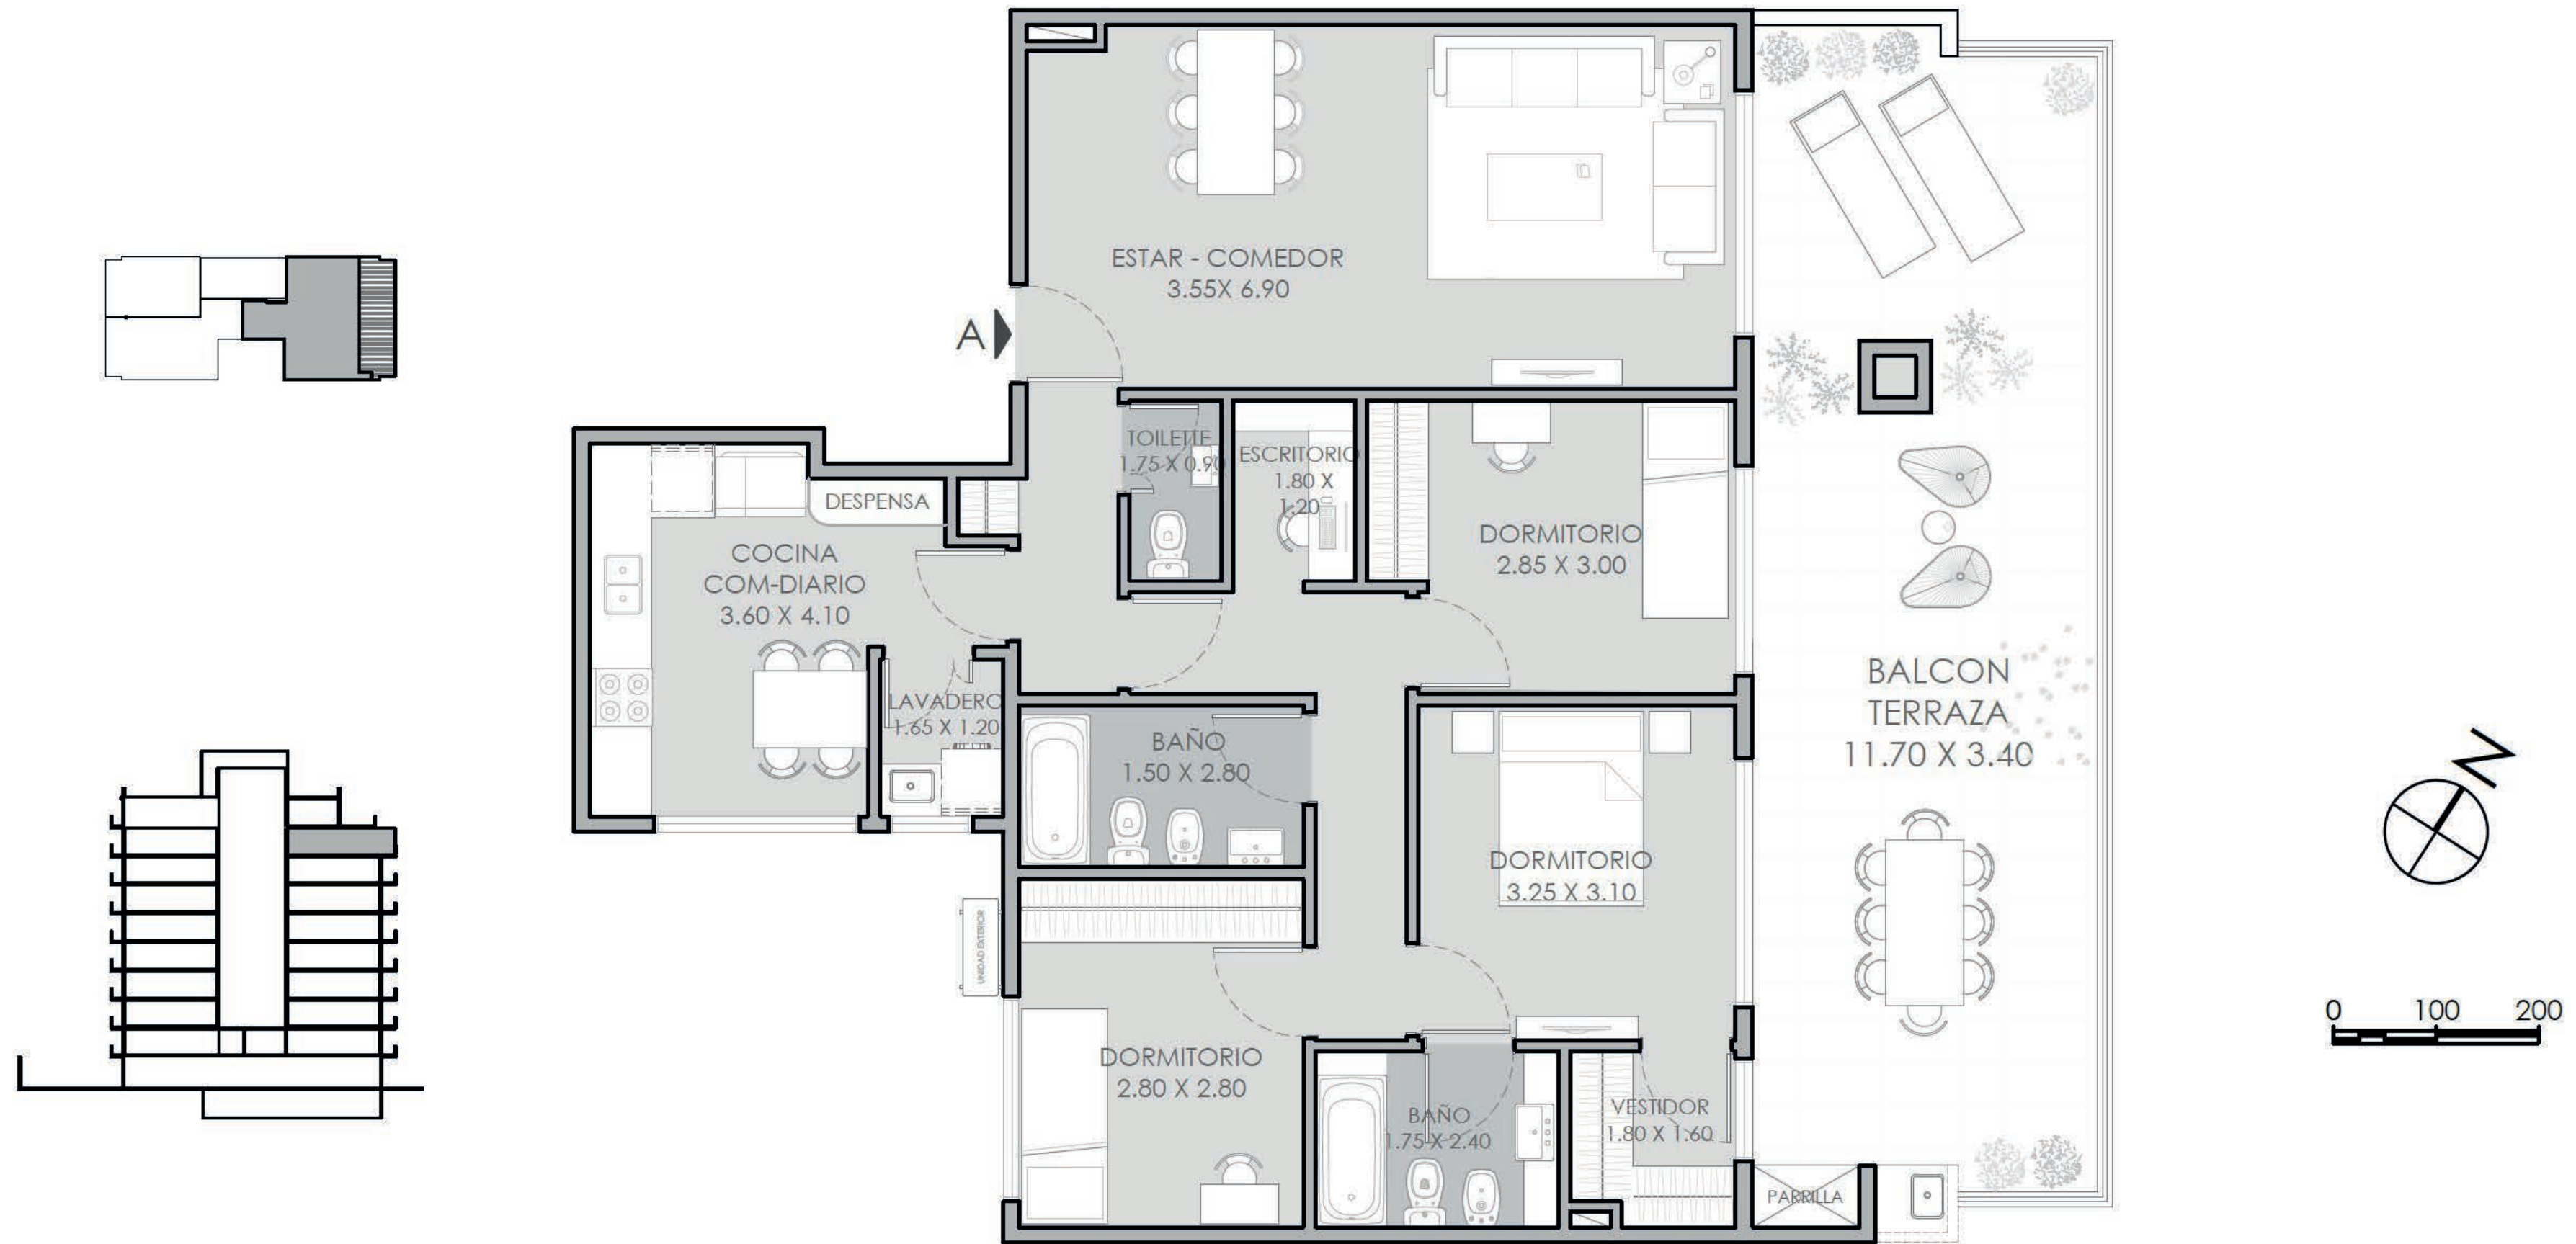 ESTAR - COMEDOR
3.55X 6.90
A
TOILETTE
1.75 X 0.90
ESCRITORIO
1.80 X
1.20
DESPENSA
COCINA
COM-DIARIO
3.60 X 4.10
DORMITORIO
2.85 X 3.00
LAVADERO
1.65 X 1.20
BAÑO
1.50 X 2.80
BALCON
TERRAZA
11.70 X 3.40
N
DORMITORIO
3.25 X 3.10
UNIDAD EXTERIOR
0 100 200
DORMITORIO
2.80 X 2.80
BAÑO
1.75 X 2.40
VESTIDOR
1.80 X 1.60
PARRILLA